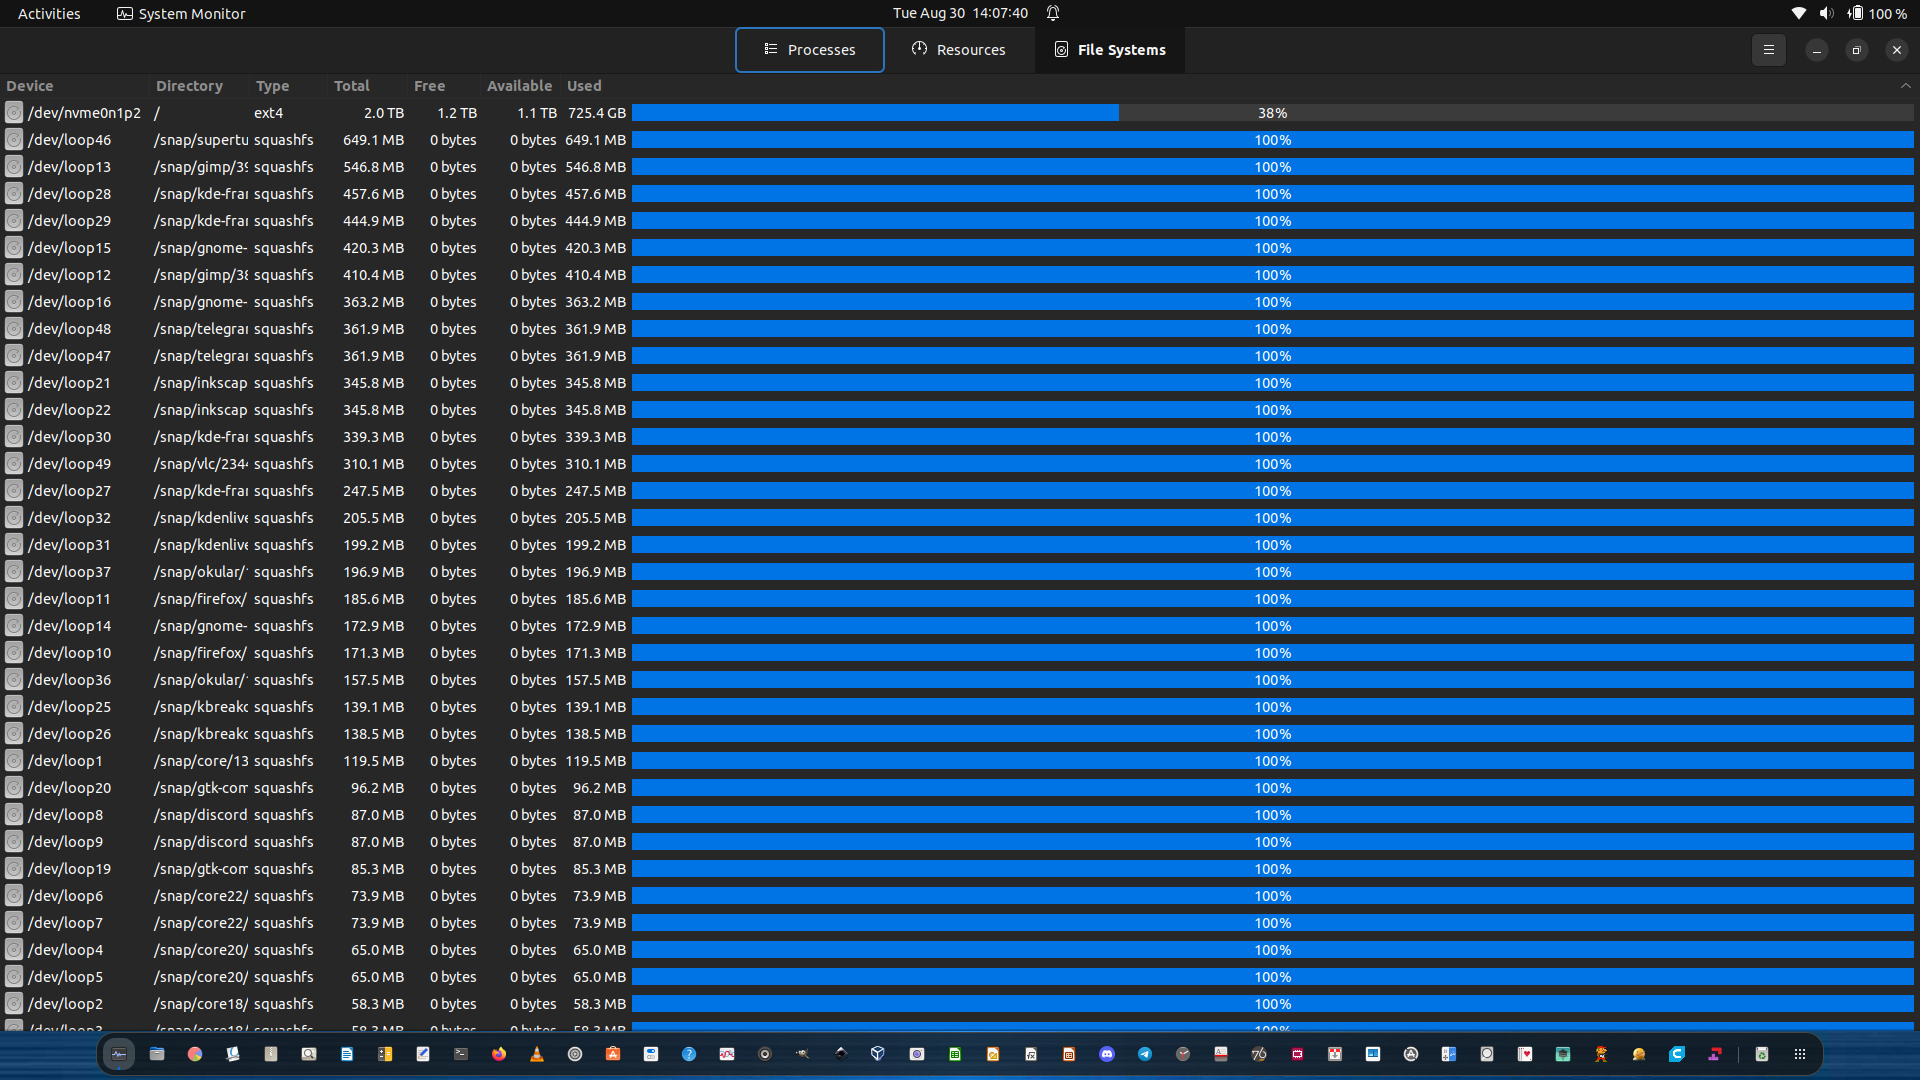 Activities System Monitor Tue Aug 30 14:07:40 100 %
Processes Resources File Systems
Device Directory Type Total Free Available Used
/dev/nvme0n1p2 / ext4 2.0 TB 1.2 TB 1.1 TB 725.4 GB 38%
/dev/loop46 /snap/supertu squashfs 649.1 MB 0 bytes 0 bytes 649.1 MB 100%
/dev/loop13 /snap/gimp/39 squashfs 546.8 MB 0 bytes 0 bytes 546.8 MB 100%
/dev/loop28 /snap/kde-frar squashfs 457.6 MB 0 bytes 0 bytes 457.6 MB 100%
/dev/loop29 /snap/kde-frar squashfs 444.9 MB 0 bytes 0 bytes 444.9 MB 100%
/dev/loop15 /snap/gnome- squashfs 420.3 MB 0 bytes 0 bytes 420.3 MB 100%
/dev/loop12 /snap/gimp/38 squashfs 410.4 MB 0 bytes 0 bytes 410.4 MB 100%
/dev/loop16 /snap/gnome- squashfs 363.2 MB 0 bytes 0 bytes 363.2 MB 100%
/dev/loop48 /snap/telegrar squashfs 361.9 MB 0 bytes 0 bytes 361.9 MB 100%
/dev/loop47 /snap/telegrar squashfs 361.9 MB 0 bytes 0 bytes 361.9 MB 100%
/dev/loop21 /snap/inkscap squashfs 345.8 MB 0 bytes 0 bytes 345.8 MB 100%
/dev/loop22 /snap/inkscap squashfs 345.8 MB 0 bytes 0 bytes 345.8 MB 100%
/dev/loop30 /snap/kde-frar squashfs 339.3 MB 0 bytes 0 bytes 339.3 MB 100%
/dev/loop49 /snap/vlc/2344 squashfs 310.1 MB 0 bytes 0 bytes 310.1 MB 100%
/dev/loop27 /snap/kde-frar squashfs 247.5 MB 0 bytes 0 bytes 247.5 MB 100%
/dev/loop32 /snap/kdenlive squashfs 205.5 MB 0 bytes 0 bytes 205.5 MB 100%
/dev/loop31 /snap/kdenlive squashfs 199.2 MB 0 bytes 0 bytes 199.2 MB 100%
/dev/loop37 /snap/okular/ squashfs 196.9 MB 0 bytes 0 bytes 196.9 MB 100%
/dev/loop11 /snap/firefox/ squashfs 185.6 MB 0 bytes 0 bytes 185.6 MB 100%
/dev/loop14 /snap/gnome- squashfs 172.9 MB 0 bytes 0 bytes 172.9 MB 100%
/dev/loop10 /snap/firefox/ squashfs 171.3 MB 0 bytes 0 bytes 171.3 MB 100%
/dev/loop36 /snap/okular/ squashfs 157.5 MB 0 bytes 0 bytes 157.5 MB 100%
/dev/loop25 /snap/kbreako squashfs 139.1 MB 0 bytes 0 bytes 139.1 MB 100%
/dev/loop26 /snap/kbreako squashfs 138.5 MB 0 bytes 0 bytes 138.5 MB 100%
/dev/loop1 /snap/core/13 squashfs 119.5 MB 0 bytes 0 bytes 119.5 MB 100%
/dev/loop20 /snap/gtk-com squashfs 96.2 MB 0 bytes 0 bytes 96.2 MB 100%
/dev/loop8 /snap/discord squashfs 87.0 MB 0 bytes 0 bytes 87.0 MB 100%
/dev/loop9 /snap/discord squashfs 87.0 MB 0 bytes 0 bytes 87.0 MB 100%
/dev/loop19 /snap/gtk-com squashfs 85.3 MB 0 bytes 0 bytes 85.3 MB 100%
/dev/loop6 /snap/core22/ squashfs 73.9 MB 0 bytes 0 bytes 73.9 MB 100%
/dev/loop7 /snap/core22/ squashfs 73.9 MB 0 bytes 0 bytes 73.9 MB 100%
/dev/loop4 /snap/core20/ squashfs 65.0 MB 0 bytes 0 bytes 65.0 MB 100%
/dev/loop5 /snap/core20/ squashfs 65.0 MB 0 bytes 0 bytes 65.0 MB 100%
/dev/loop2 /snap/core18/ squashfs 58.3 MB 0 bytes 0 bytes 58.3 MB 100%
/dev/loop3 /snap/core18/ squashfs 58.3 MB 0 bytes 0 bytes 58.3 MB 100%